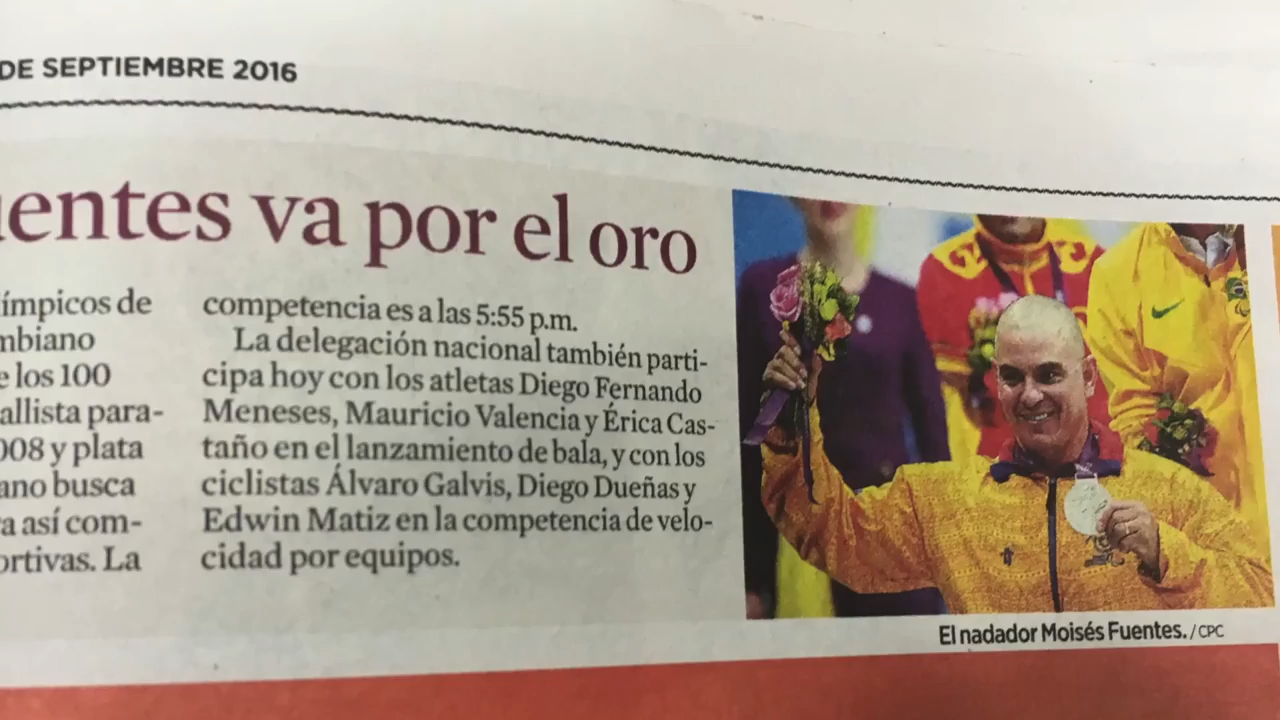 DE SEPTIEMBRE 2016
uentes va por el oro
ímpicos de
mbiano
e los 100
allista para-
008 y plata
ano busca
a así com-
ortivas. La
competencia es a las 5:55 p.m.
La delegación nacional también parti-
cipa hoy con los atletas Diego Fernando
Meneses, Mauricio Valencia y Érica Cas-
taño en el lanzamiento de bala, y con los
ciclistas Álvaro Galvis, Diego Dueñas y
Edwin Matiz en la competencia de velo-
cidad por equipos.
El nadador Moisés Fuentes. / CPC